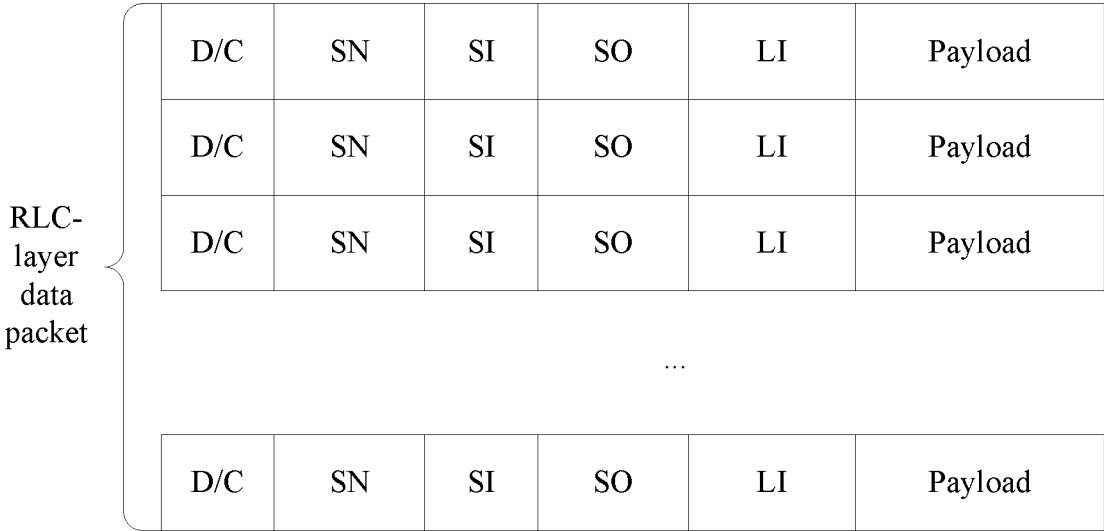 D/C SN SI SO LI Payload
D/C SN SI SO LI Payload
D/C SN SI SO LI Payload
RLC-
layer
data
packet
...
D/C SN SI SO LI Payload